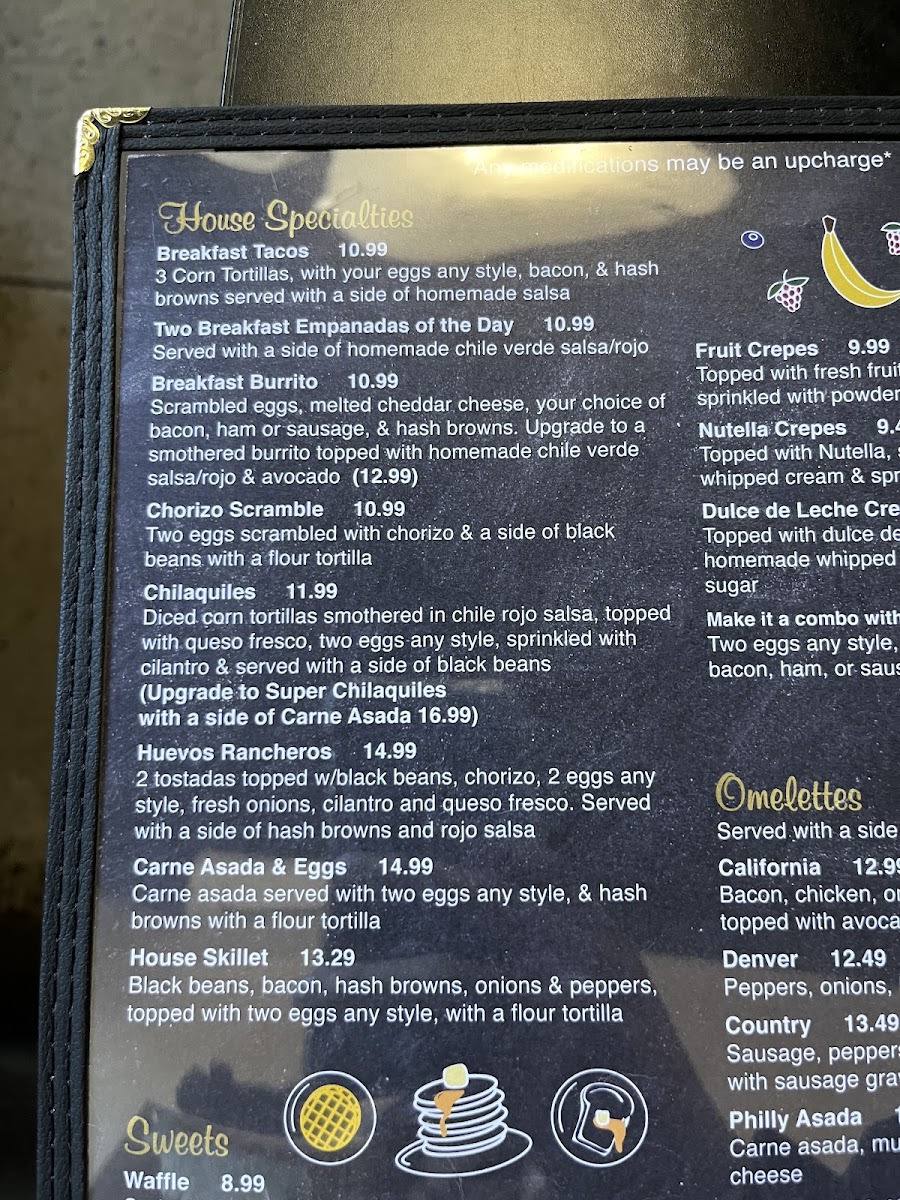 *Any modifications may be an upcharge*
House Specialties
Breakfast Tacos 10.99
3 Corn Tortillas, with your eggs any style, bacon, & hash
browns served with a side of homemade salsa
Two Breakfast Empanadas of the Day 10.99
Served with a side of homemade chile verde salsa/rojo
Breakfast Burrito 10.99
Scrambled eggs, melted cheddar cheese, your choice of
bacon, ham or sausage, & hash browns. Upgrade to a
smothered burrito topped with homemade chile verde
salsa/rojo & avocado (12.99)
Chorizo Scramble 10.99
Two eggs scrambled with chorizo & a side of black
beans with a flour tortilla
Chilaquiles 11.99
Diced corn tortillas smothered in chile rojo salsa, topped
with queso fresco, two eggs any style, sprinkled with
cilantro & served with a side of black beans
(Upgrade to Super Chilaquiles
with a side of Carne Asada 16.99)
Huevos Rancheros 14.99
2 tostadas topped w/black beans, chorizo, 2 eggs any
style, fresh onions, cilantro and queso fresco. Served
with a side of hash browns and rojo salsa
Carne Asada & Eggs 14.99
Carne asada served with two eggs any style, & hash
browns with a flour tortilla
House Skillet 13.29
Black beans, bacon, hash browns, onions & peppers,
topped with two eggs any style, with a flour tortilla
Sweets
Waffle 8.99
Fruit Crepes 9.99
Topped with fresh fruit
sprinkled with powder
Nutella Crepes 9.4
Topped with Nutella,
whipped cream & spr
Dulce de Leche Cre
Topped with dulce de
homemade whipped
sugar
Make it a combo with
Two eggs any style,
bacon, ham, or saus
Omelettes
Served with a side
California 12.99
Bacon, chicken, on
topped with avoca
Denver 12.49
Peppers, onions,
Country 13.49
Sausage, peppers
with sausage grav
Philly Asada
Carne asada, mu
cheese